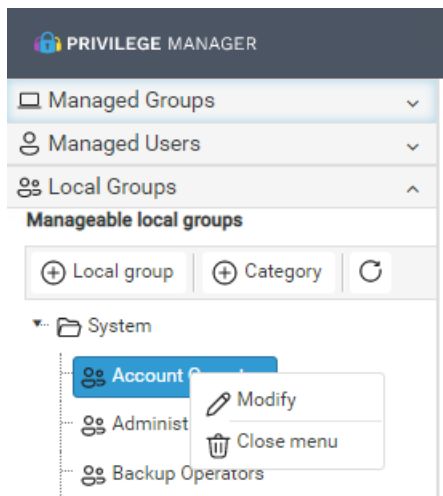 PRIVILEGE MANAGER
Managed Groups
Managed Users
Local Groups
Manageable local groups
Local group Category
System
Account
Modify
Administ
Close menu
Backup Operators